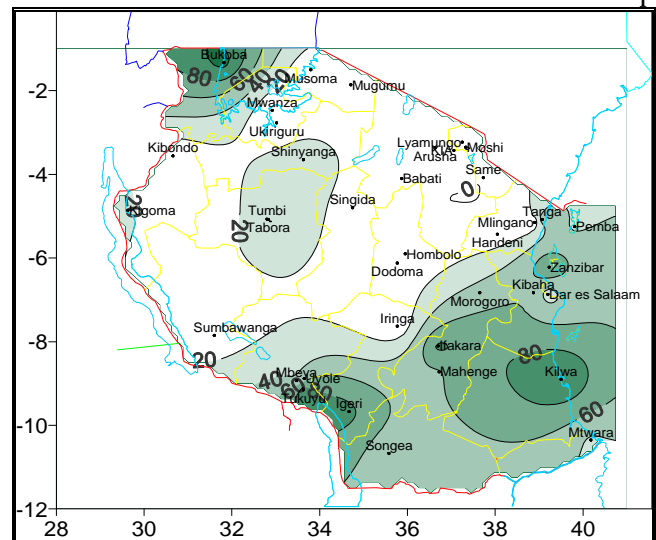 Bukoba
80
60
40
20
Musoma
-2
Mugumu
Mwanza
Ukiriguru
Kibondo
Shinyanga
Lyamungo
KIA
Moshi
Arusha
-4
Babati
Same
0
Singida
20
Kigoma
Tumbi
Tabora
20
Tanga
Mlingano
Pemba
Handeni
-6
Hombolo
Dodoma
Zanzibar
Kibaha
Dar es Salaam
Morogoro
Iringa
Sumbawanga
-8
20
Ifakara
80
Mbeya
Uyole
40
60
Tukuyu
Mahenge
Kilwa
Igeri
60
-10
Mtwara
Songea
-12
28
30
32
34
36
38
40